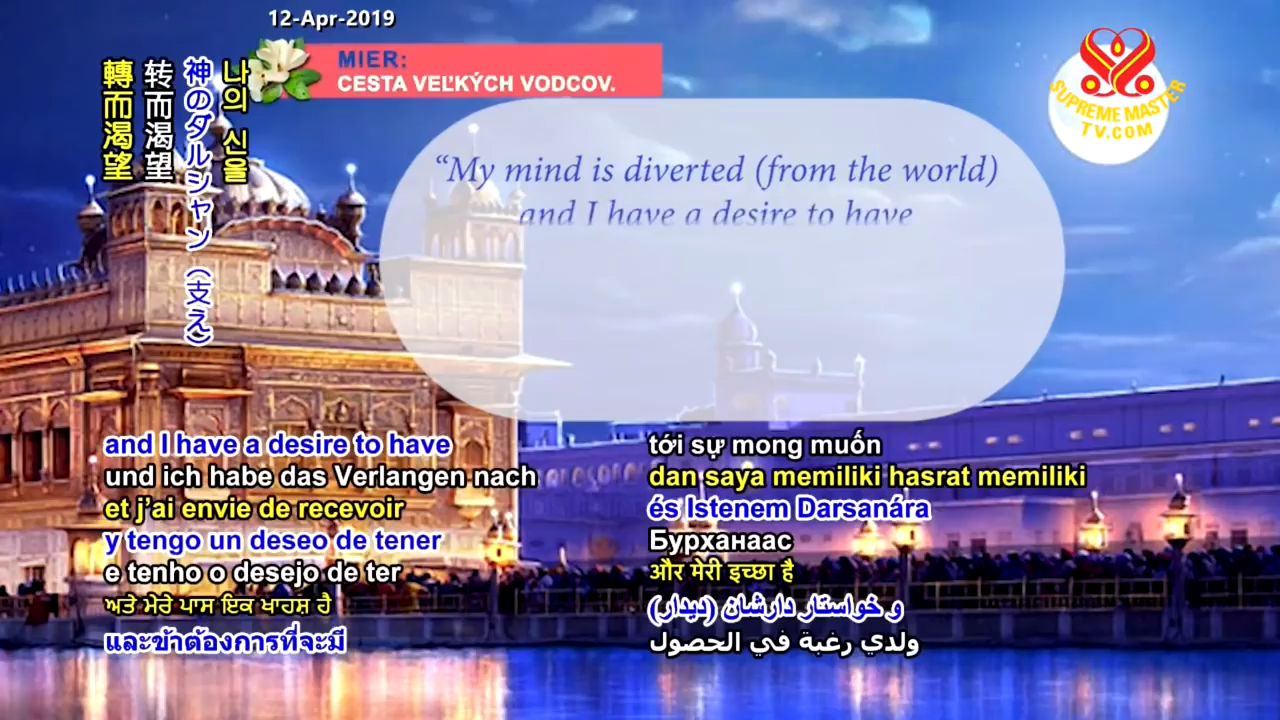 12-Apr-2019
MIER:
CESTA VEĽKÝCH VODCOV.
SUPREME MASTER
TV.COM
轉而渴望
转而渴望
神のダルシャン（支え）
나의 신을
“My mind is diverted (from the world)
and I have a desire to have
and I have a desire to have
und ich habe das Verlangen nach
et j’ai envie de recevoir
y tengo un deseo de tener
e tenho o desejo de ter
ਅਤੇ ਮੇਰੇ ਪਾਸ ਇਕ ਖਾਹਸ਼ ਹੈ
และข้าต้องการที่จะมี
tới sự mong muốn
dan saya memiliki hasrat memiliki
és Istenem Darsanára
Бурханаас
और मेरी इच्छा है
و خواستار دارشان (دیدار)
ولدي رغبة في الحصول